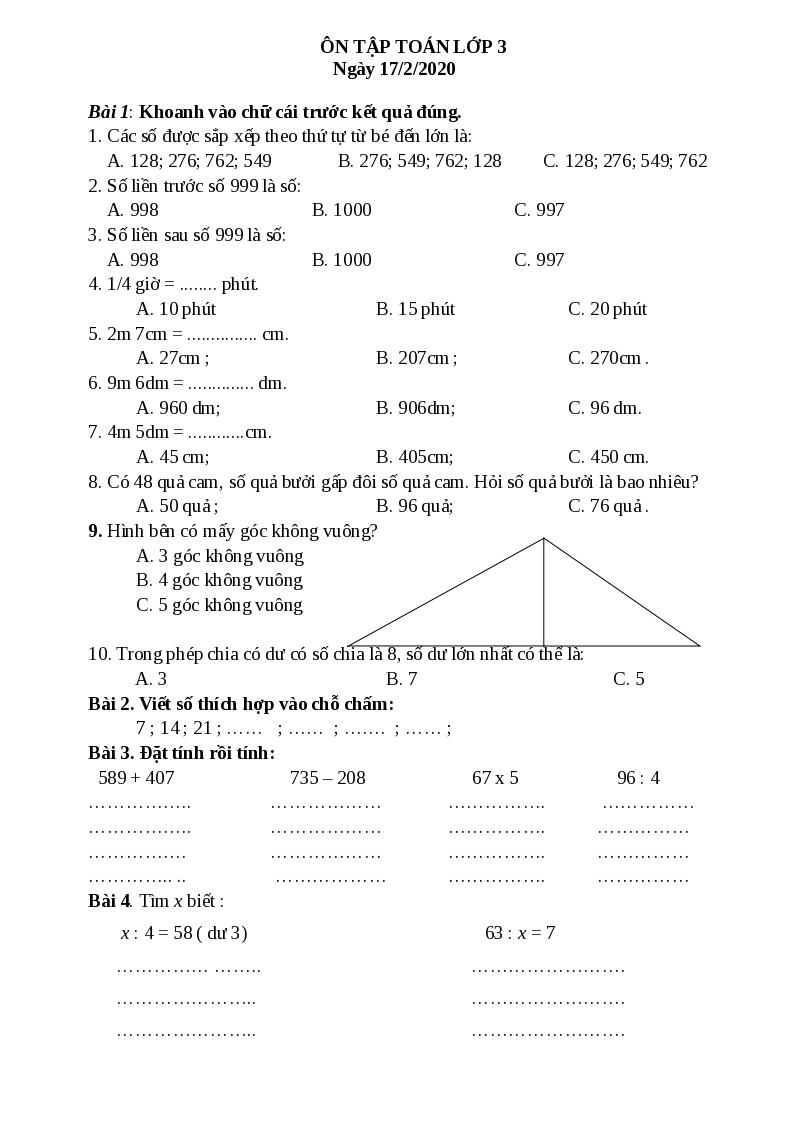 ÔN TẬP TOÁN LỚP 3
Ngày 17/2/2020
Bài 1: Khoanh vào chữ cái trước kết quả đúng.
1. Các số được sắp xếp theo thứ tự từ bé đến lớn là:
A. 128; 276; 762; 549 B. 276; 549; 762; 128 C. 128; 276; 549; 762
2. Số liền trước số 999 là số:
A. 998 B. 1000 C. 997
3. Số liền sau số 999 là số:
A. 998 B. 1000 C. 997
4. 1/4 giờ = ........ phút.
A. 10 phút B. 15 phút C. 20 phút
5. 2m 7cm = ............... cm.
A. 27cm ; B. 207cm ; C. 270cm .
6. 9m 6dm = .............. dm.
A. 960 dm; B. 906dm; C. 96 dm.
7. 4m 5dm = ............cm.
A. 45 cm; B. 405cm; C. 450 cm.
8. Có 48 quả cam, số quả bưởi gấp đôi số quả cam. Hỏi số quả bưởi là bao nhiêu?
A. 50 quả ; B. 96 quả; C. 76 quả .
9. Hình bên có mấy góc không vuông?
A. 3 góc không vuông
B. 4 góc không vuông
C. 5 góc không vuông
10. Trong phép chia có dư có số chia là 8, số dư lớn nhất có thể là:
A. 3 B. 7 C. 5
Bài 2. Viết số thích hợp vào chỗ chấm:
7 ; 14 ; 21 ; …… ; …… ; ……. ; …… ;
Bài 3. Đặt tính rồi tính:
589 + 407 735 – 208 67 x 5 96 : 4
…………….. ……………… ……………. ……………
…………….. ……………… ……………. ……………
……………. ……………… ……………. ……………
………….. .. ……………… ……………. ……………
Bài 4. Tìm x biết :
x : 4 = 58 ( dư 3) 63 : x = 7
…………… …….. …………………….
………………….. …………………….
………………….. …………………….